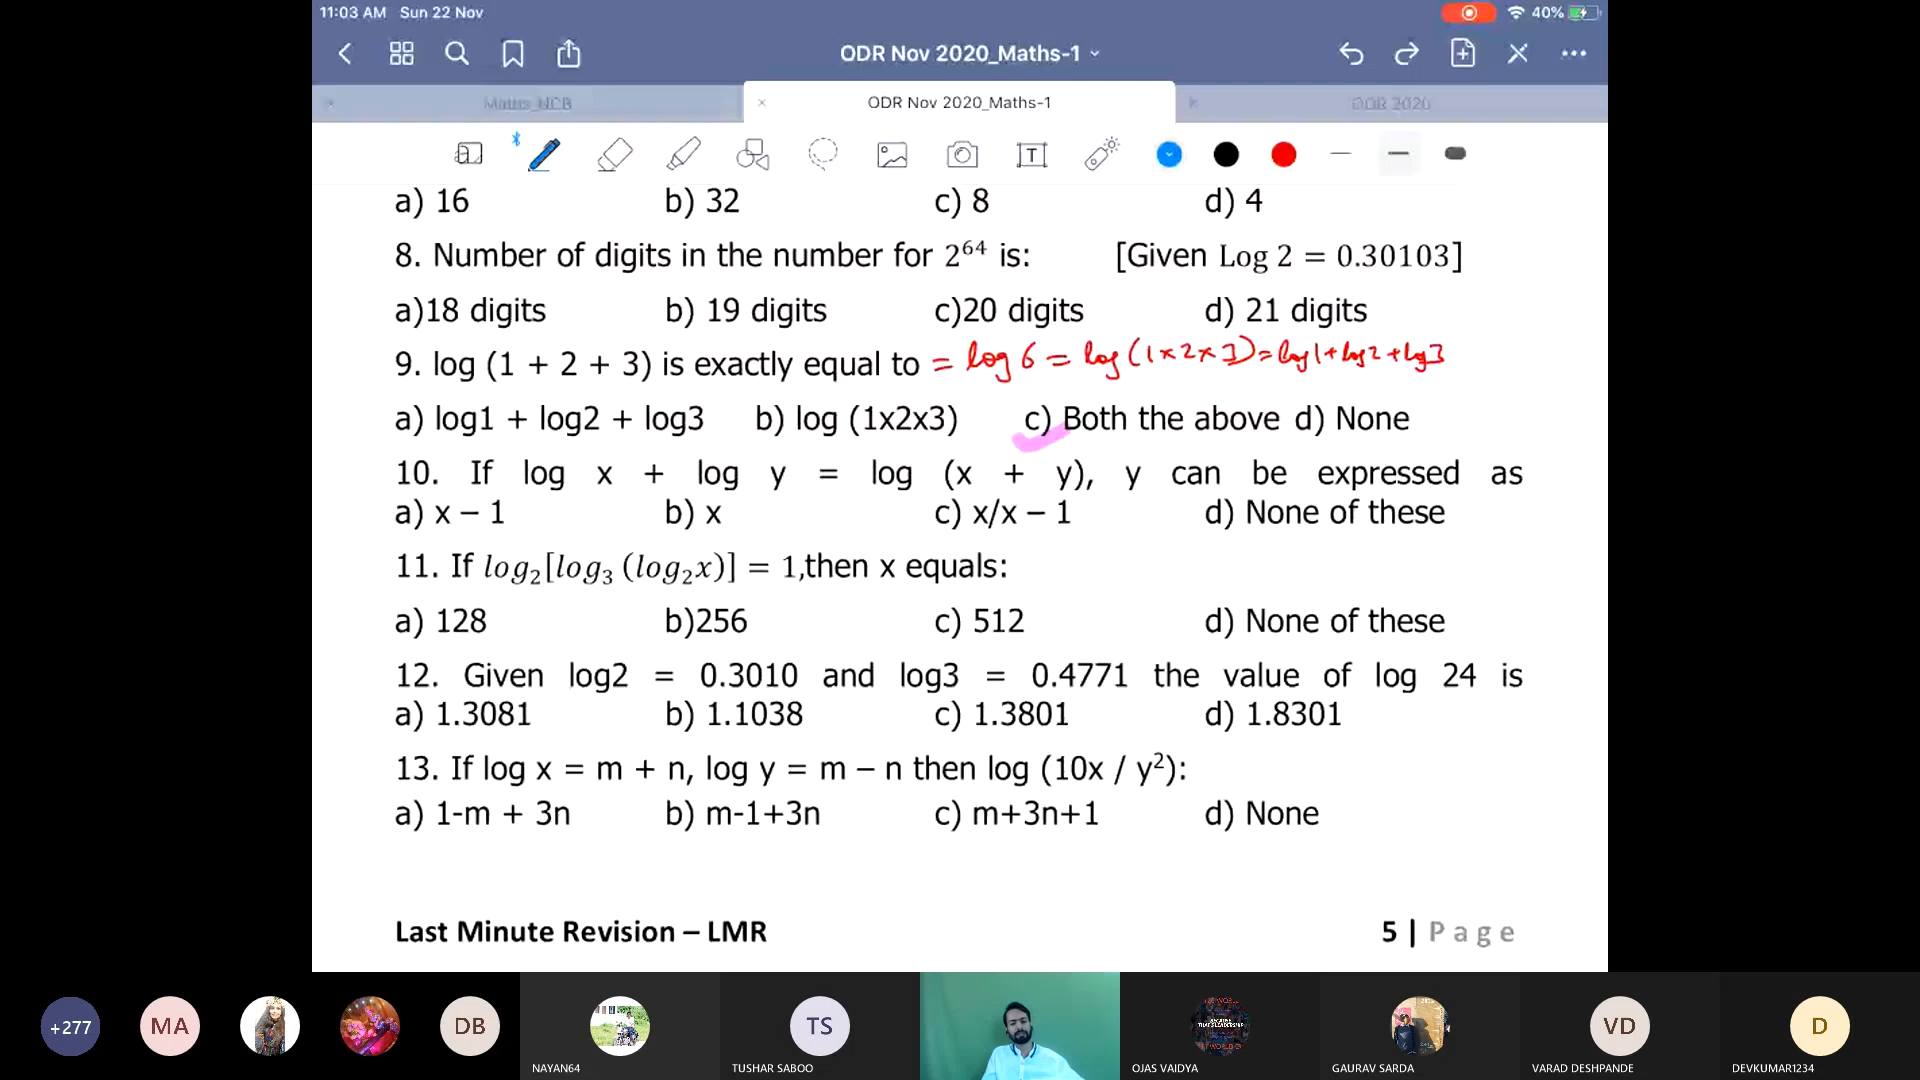 11:03 AM Sun 22 Nov
40%
ODR Nov 2020_Maths-1
Maths_NCB
ODR Nov 2020_Maths-1
ODR 2020
a) 16 b) 32 c) 8 d) 4
8. Number of digits in the number for 2⁶⁴ is: [Given Log 2 = 0.30103]
a)18 digits b) 19 digits c)20 digits d) 21 digits
9. log (1 + 2 + 3) is exactly equal to = log 6 = log (1×2×3) = log 1 + log 2 + log 3
a) log1 + log2 + log3 b) log (1x2x3) c) Both the above d) None
10. If log x + log y = log (x + y), y can be expressed as
a) x – 1 b) x c) x/x – 1 d) None of these
11. If log₂[log₃ (log₂x)] = 1,then x equals:
a) 128 b)256 c) 512 d) None of these
12. Given log2 = 0.3010 and log3 = 0.4771 the value of log 24 is
a) 1.3081 b) 1.1038 c) 1.3801 d) 1.8301
13. If log x = m + n, log y = m – n then log (10x / y²):
a) 1-m + 3n b) m-1+3n c) m+3n+1 d) None
Last Minute Revision – LMR 5 | Page
+277 MA DB TS VD D
NAYAN64 TUSHAR SABOO OJAS VAIDYA GAURAV SARDA VARAD DESHPANDE DEVKUMAR1234